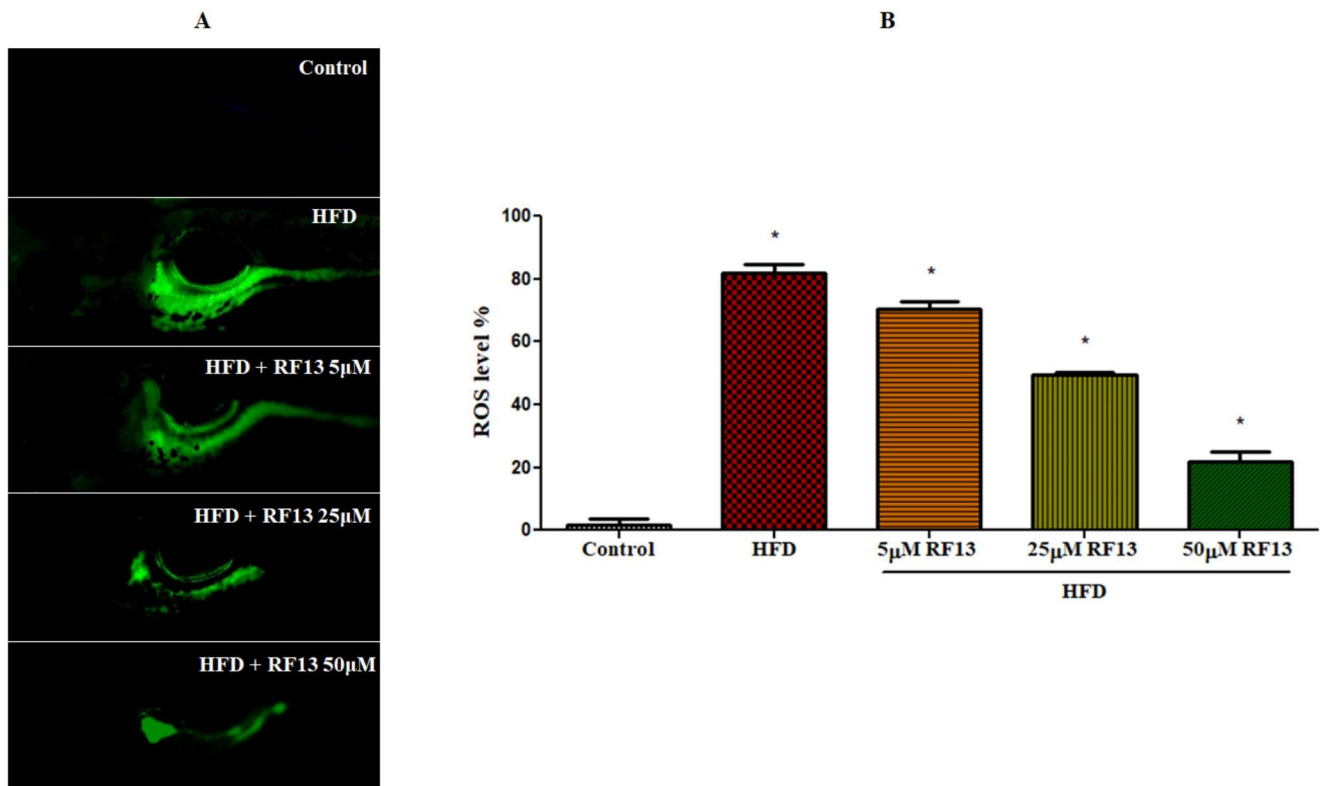 A
B
Control
HFD
HFD + RF13 5μM
HFD + RF13 25μM
HFD + RF13 50μM
100
80
60
40
20
0
ROS level %
*
*
*
*
Control
HFD
5μM RF13
25μM RF13
50μM RF13
HFD